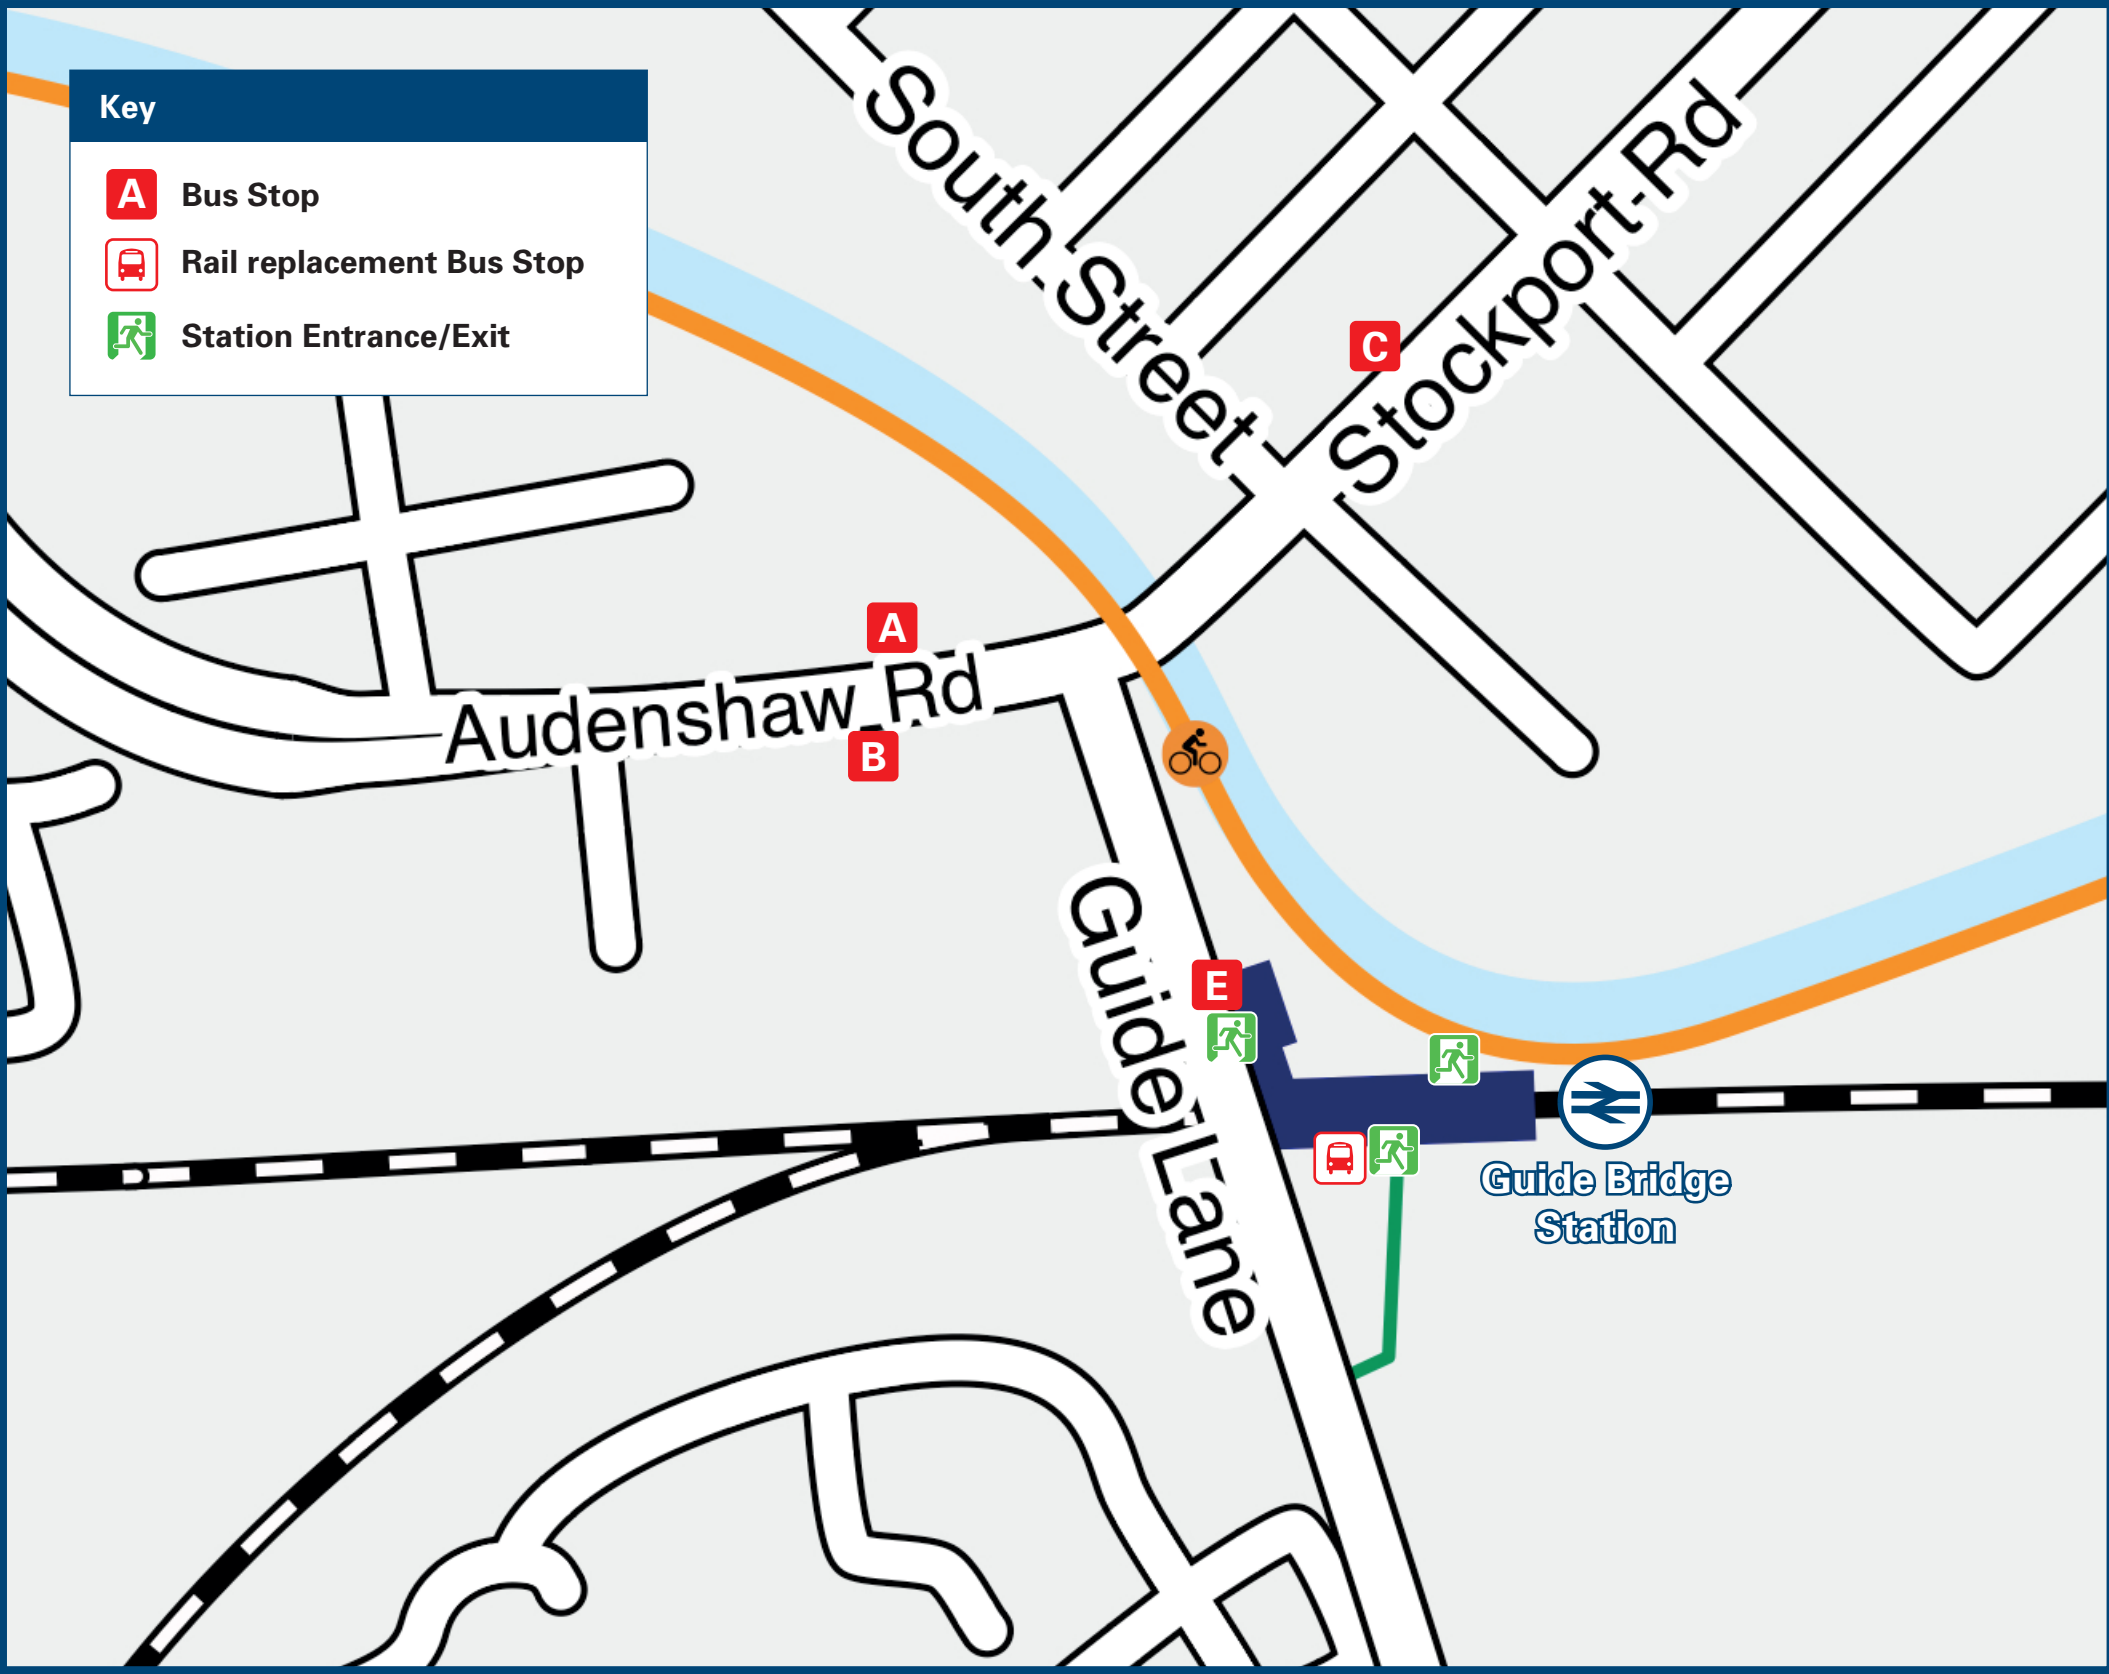 Key
A Bus Stop
Rail replacement Bus Stop
Station Entrance/Exit
South Street
Stockport Rd
C
A
Audenshaw Rd
B
Guide Lane
E
Guide Bridge
Station